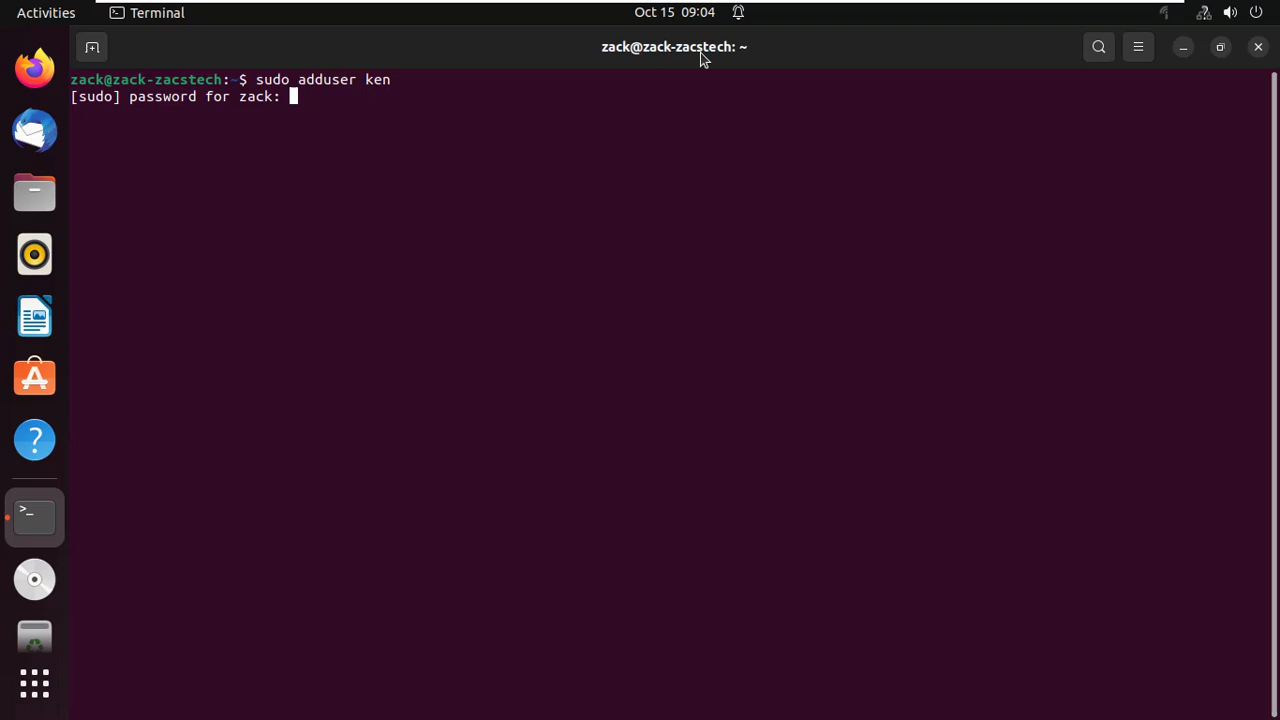 Activities Terminal Oct 15 09:04
zack@zack-zacstech: ~
zack@zack-zacstech:~$ sudo adduser ken
[sudo] password for zack: